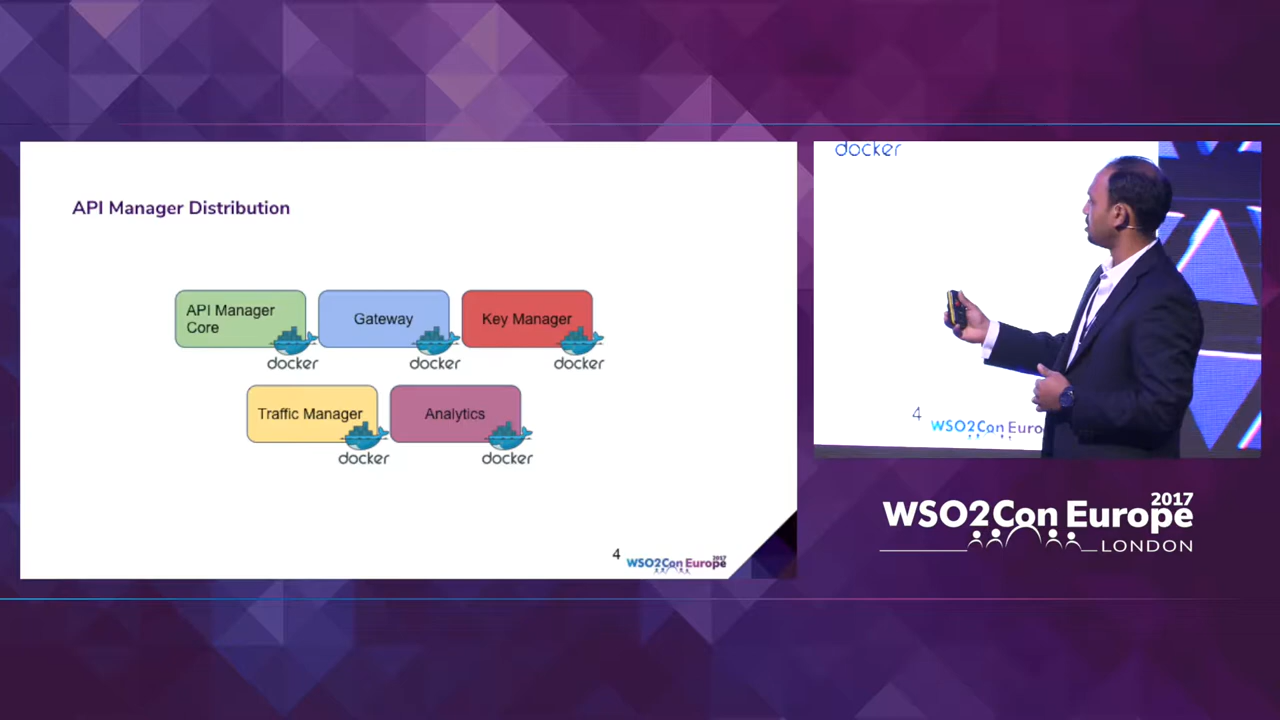 API Manager Distribution
API Manager
Core
docker
Gateway
docker
Key Manager
docker
Traffic Manager
docker
Analytics
docker
4
WSO2Con Europe
2017
docker
4
WSO2Con Euro
2017
WSO2Con Europe
LONDON